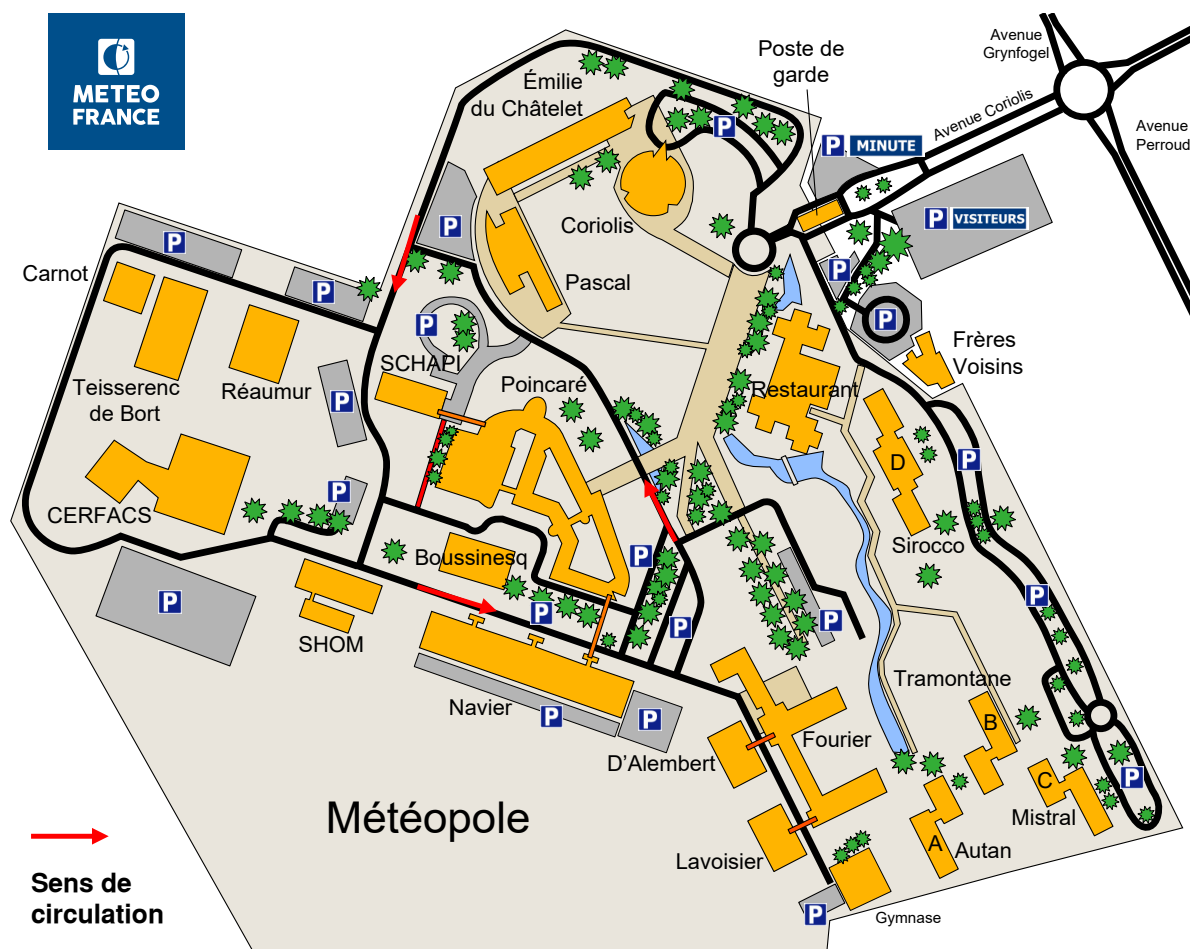 METEO
FRANCE
Avenue
Grynfogel
Poste de
garde
Émilie
du Châtelet
Avenue Coriolis
Avenue
Perroud
P
P MINUTE
P
P VISITEURS
Coriolis
P
P
Carnot
P
P
Pascal
P
P
Frères
Voisins
SCHAPI
Teisserenc
de Bort
Réaumur
Poincaré
Restaurant
P
D
P
P
CERFACS
Sirocco
Boussinesq
P
P
P
P
P
P
SHOM
Tramontane
Navier
P
P
B
Fourier
D'Alembert
P
C
Météopole
Mistral
A
Autan
Lavoisier
Sens de
circulation
P
Gymnase